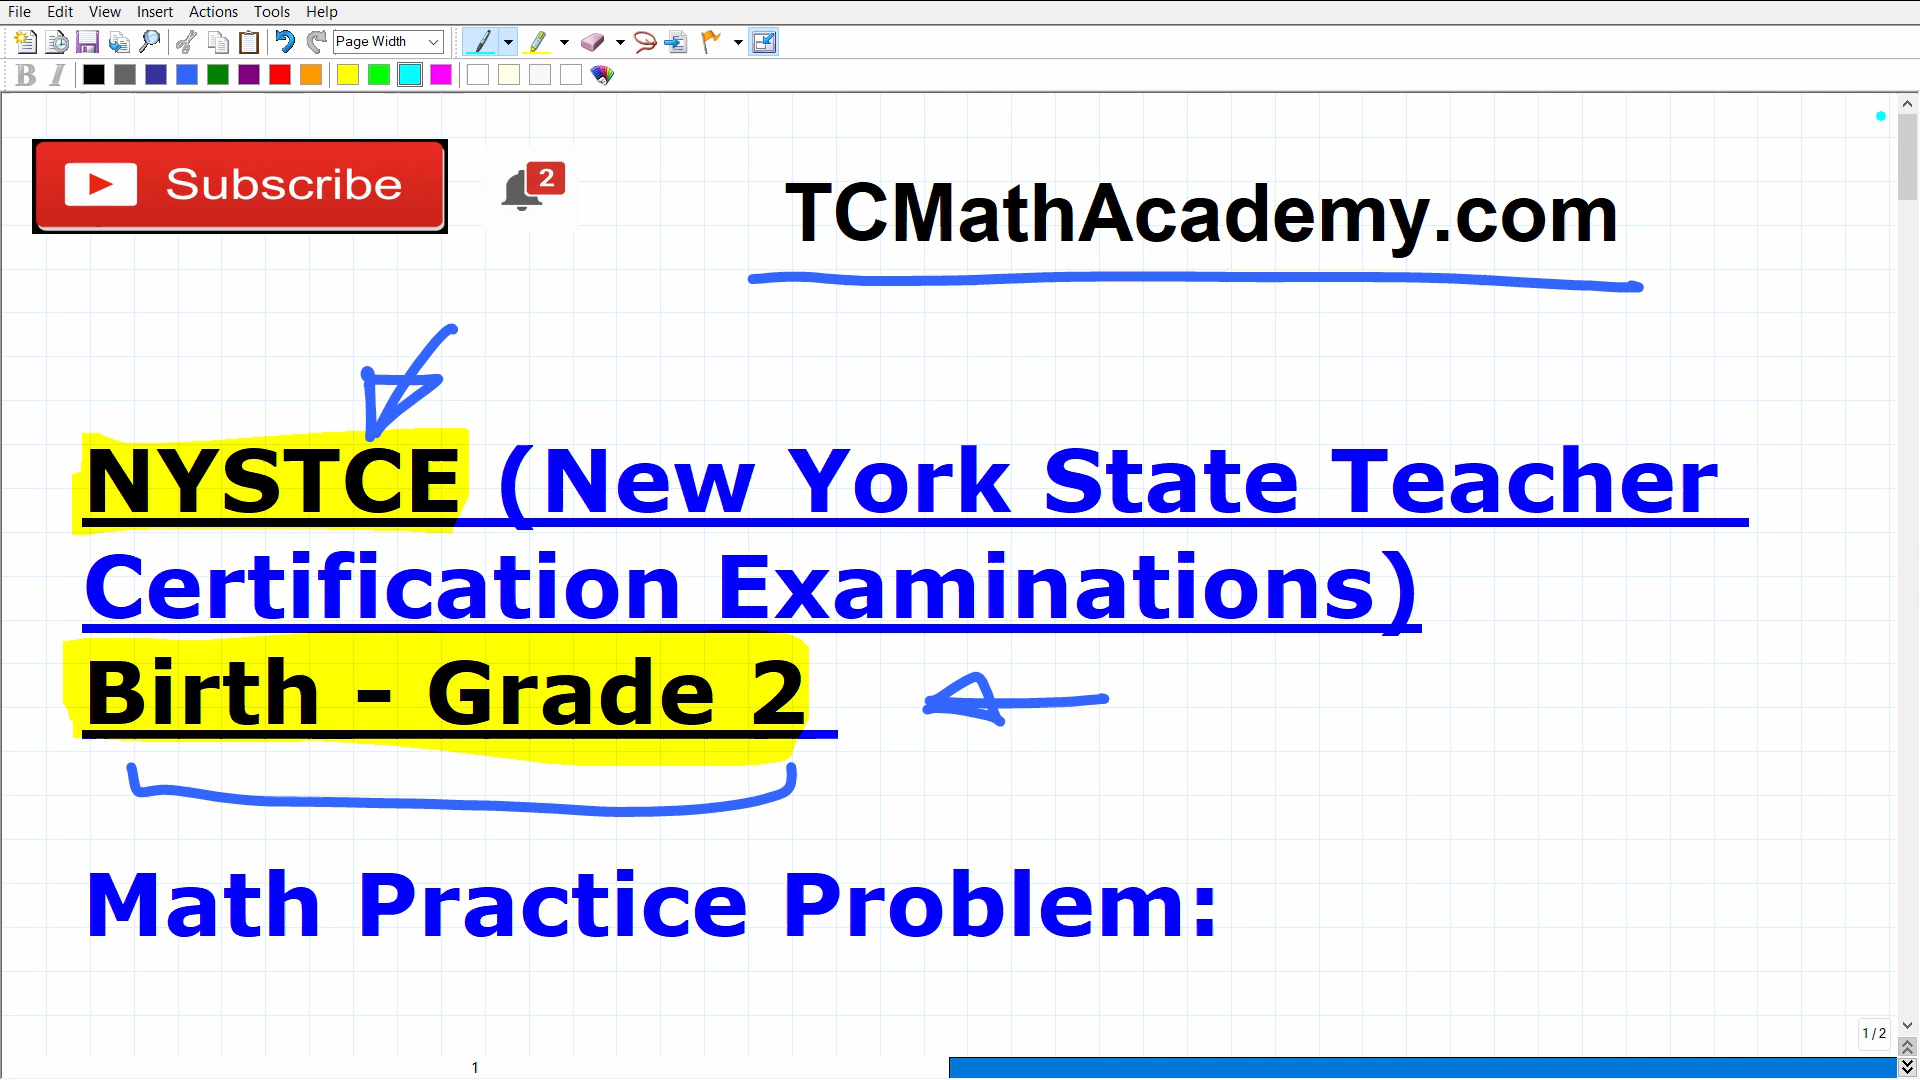 File Edit View Insert Actions Tools Help
Page Width
B I
Subscribe
2
TCMathAcademy.com
NYSTCE (New York State Teacher
Certification Examinations)
Birth - Grade 2
Math Practice Problem:
1 / 2
1